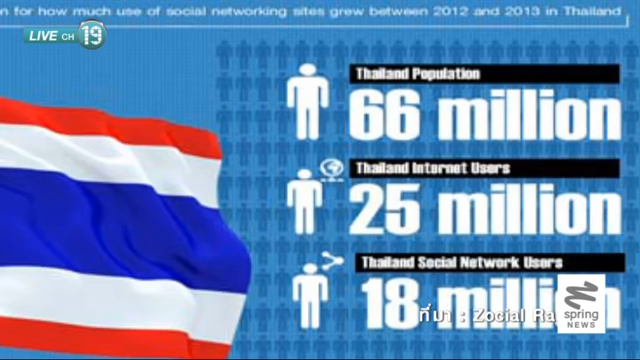 n for how much use of social networking sites grew between 2012 and 2013 in Thailand
LIVE CH 19
Thailand Population
66 million
Thailand Internet Users
25 million
Thailand Social Network Users
18 million
ที่มา : Zocial
spring
NEWS